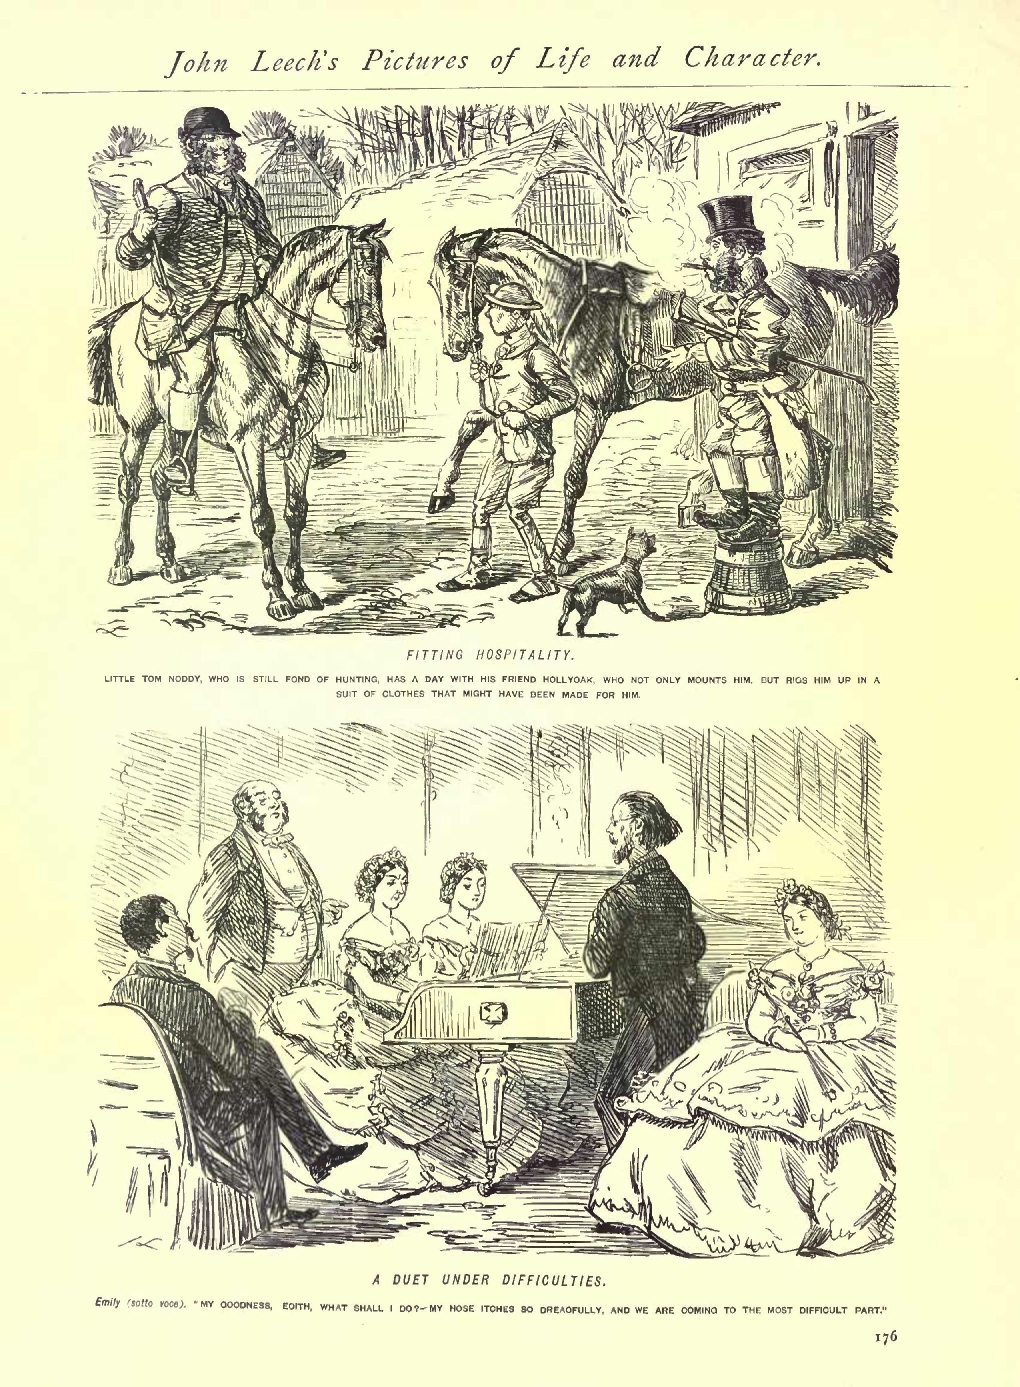 John Leech's Pictures of Life and Character.
FITTING HOSPITALITY.
LITTLE TOM NODDY, WHO IS STILL FOND OF HUNTING, HAS A DAY WITH HIS FRIEND HOLLYOAK, WHO NOT ONLY MOUNTS HIM, BUT RIGS HIM UP IN A
SUIT OF CLOTHES THAT MIGHT HAVE BEEN MADE FOR HIM.
A DUET UNDER DIFFICULTIES.
Emily (sotto voce). "MY GOODNESS, EDITH, WHAT SHALL I DO?—MY NOSE ITCHES SO DREADFULLY, AND WE ARE COMING TO THE MOST DIFFICULT PART."
176